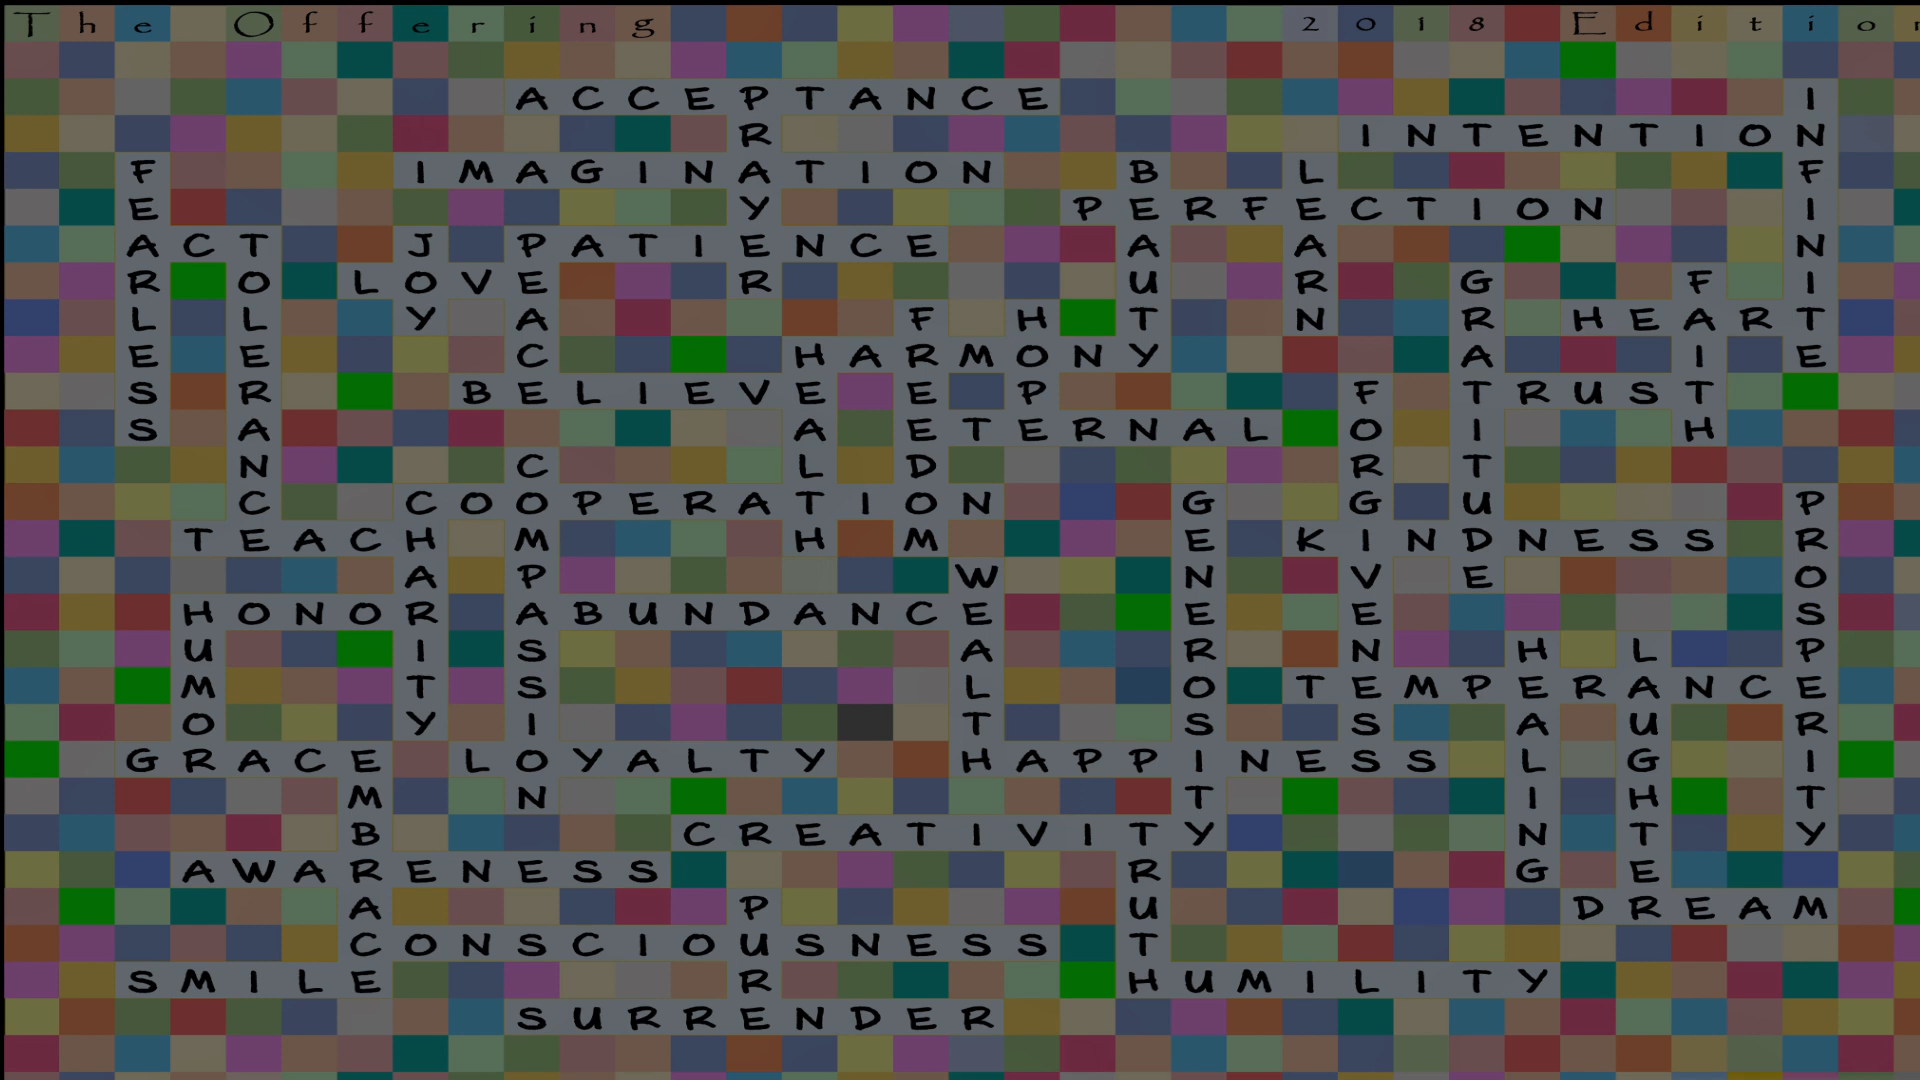 The Offering 2018 Edition
ACCEPTANCE
PRAYER
INFINITE
INTENTION
FEARLESS
IMAGINATION
BEAUTY
LEARN
PERFECTION
ACT
TOLERANCE
JOY
PATIENCE
PEACE
LOVE
GRATITUDE
FAITH
FREEDOM
HOPE
HEART
HARMONY
HEALTH
BELIEVE
FORGIVENESS
TRUST
ETERNAL
COMPASSION
COOPERATION
CHARITY
GENEROSITY
PROSPERITY
TEACH
KINDNESS
WEALTH
HONOR
HUMOR
ABUNDANCE
HEALING
LAUGHTER
TEMPERANCE
GRACE
EMBRACE
LOYALTY
HAPPINESS
CREATIVITY
TRUTH
AWARENESS
PURE
DREAM
CONSCIOUSNESS
SMILE
HUMILITY
SURRENDER